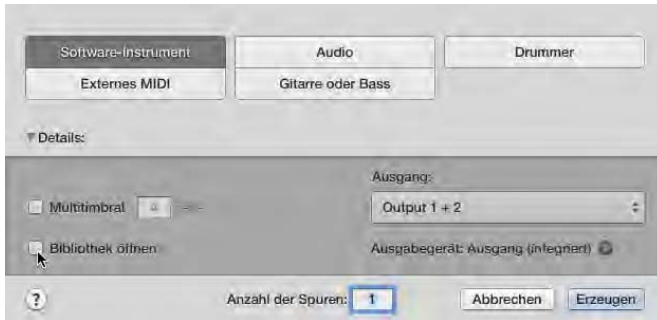 Software-Instrument
Audio
Drummer
Externes MIDI
Gitarre oder Bass
Details:
Ausgang:
Multitimbral
Output 1 + 2
Bibliothek öffnen
Ausgabegerät: Ausgang (integriert)
?
Anzahl der Spuren: 1
Abbrechen
Erzeugen